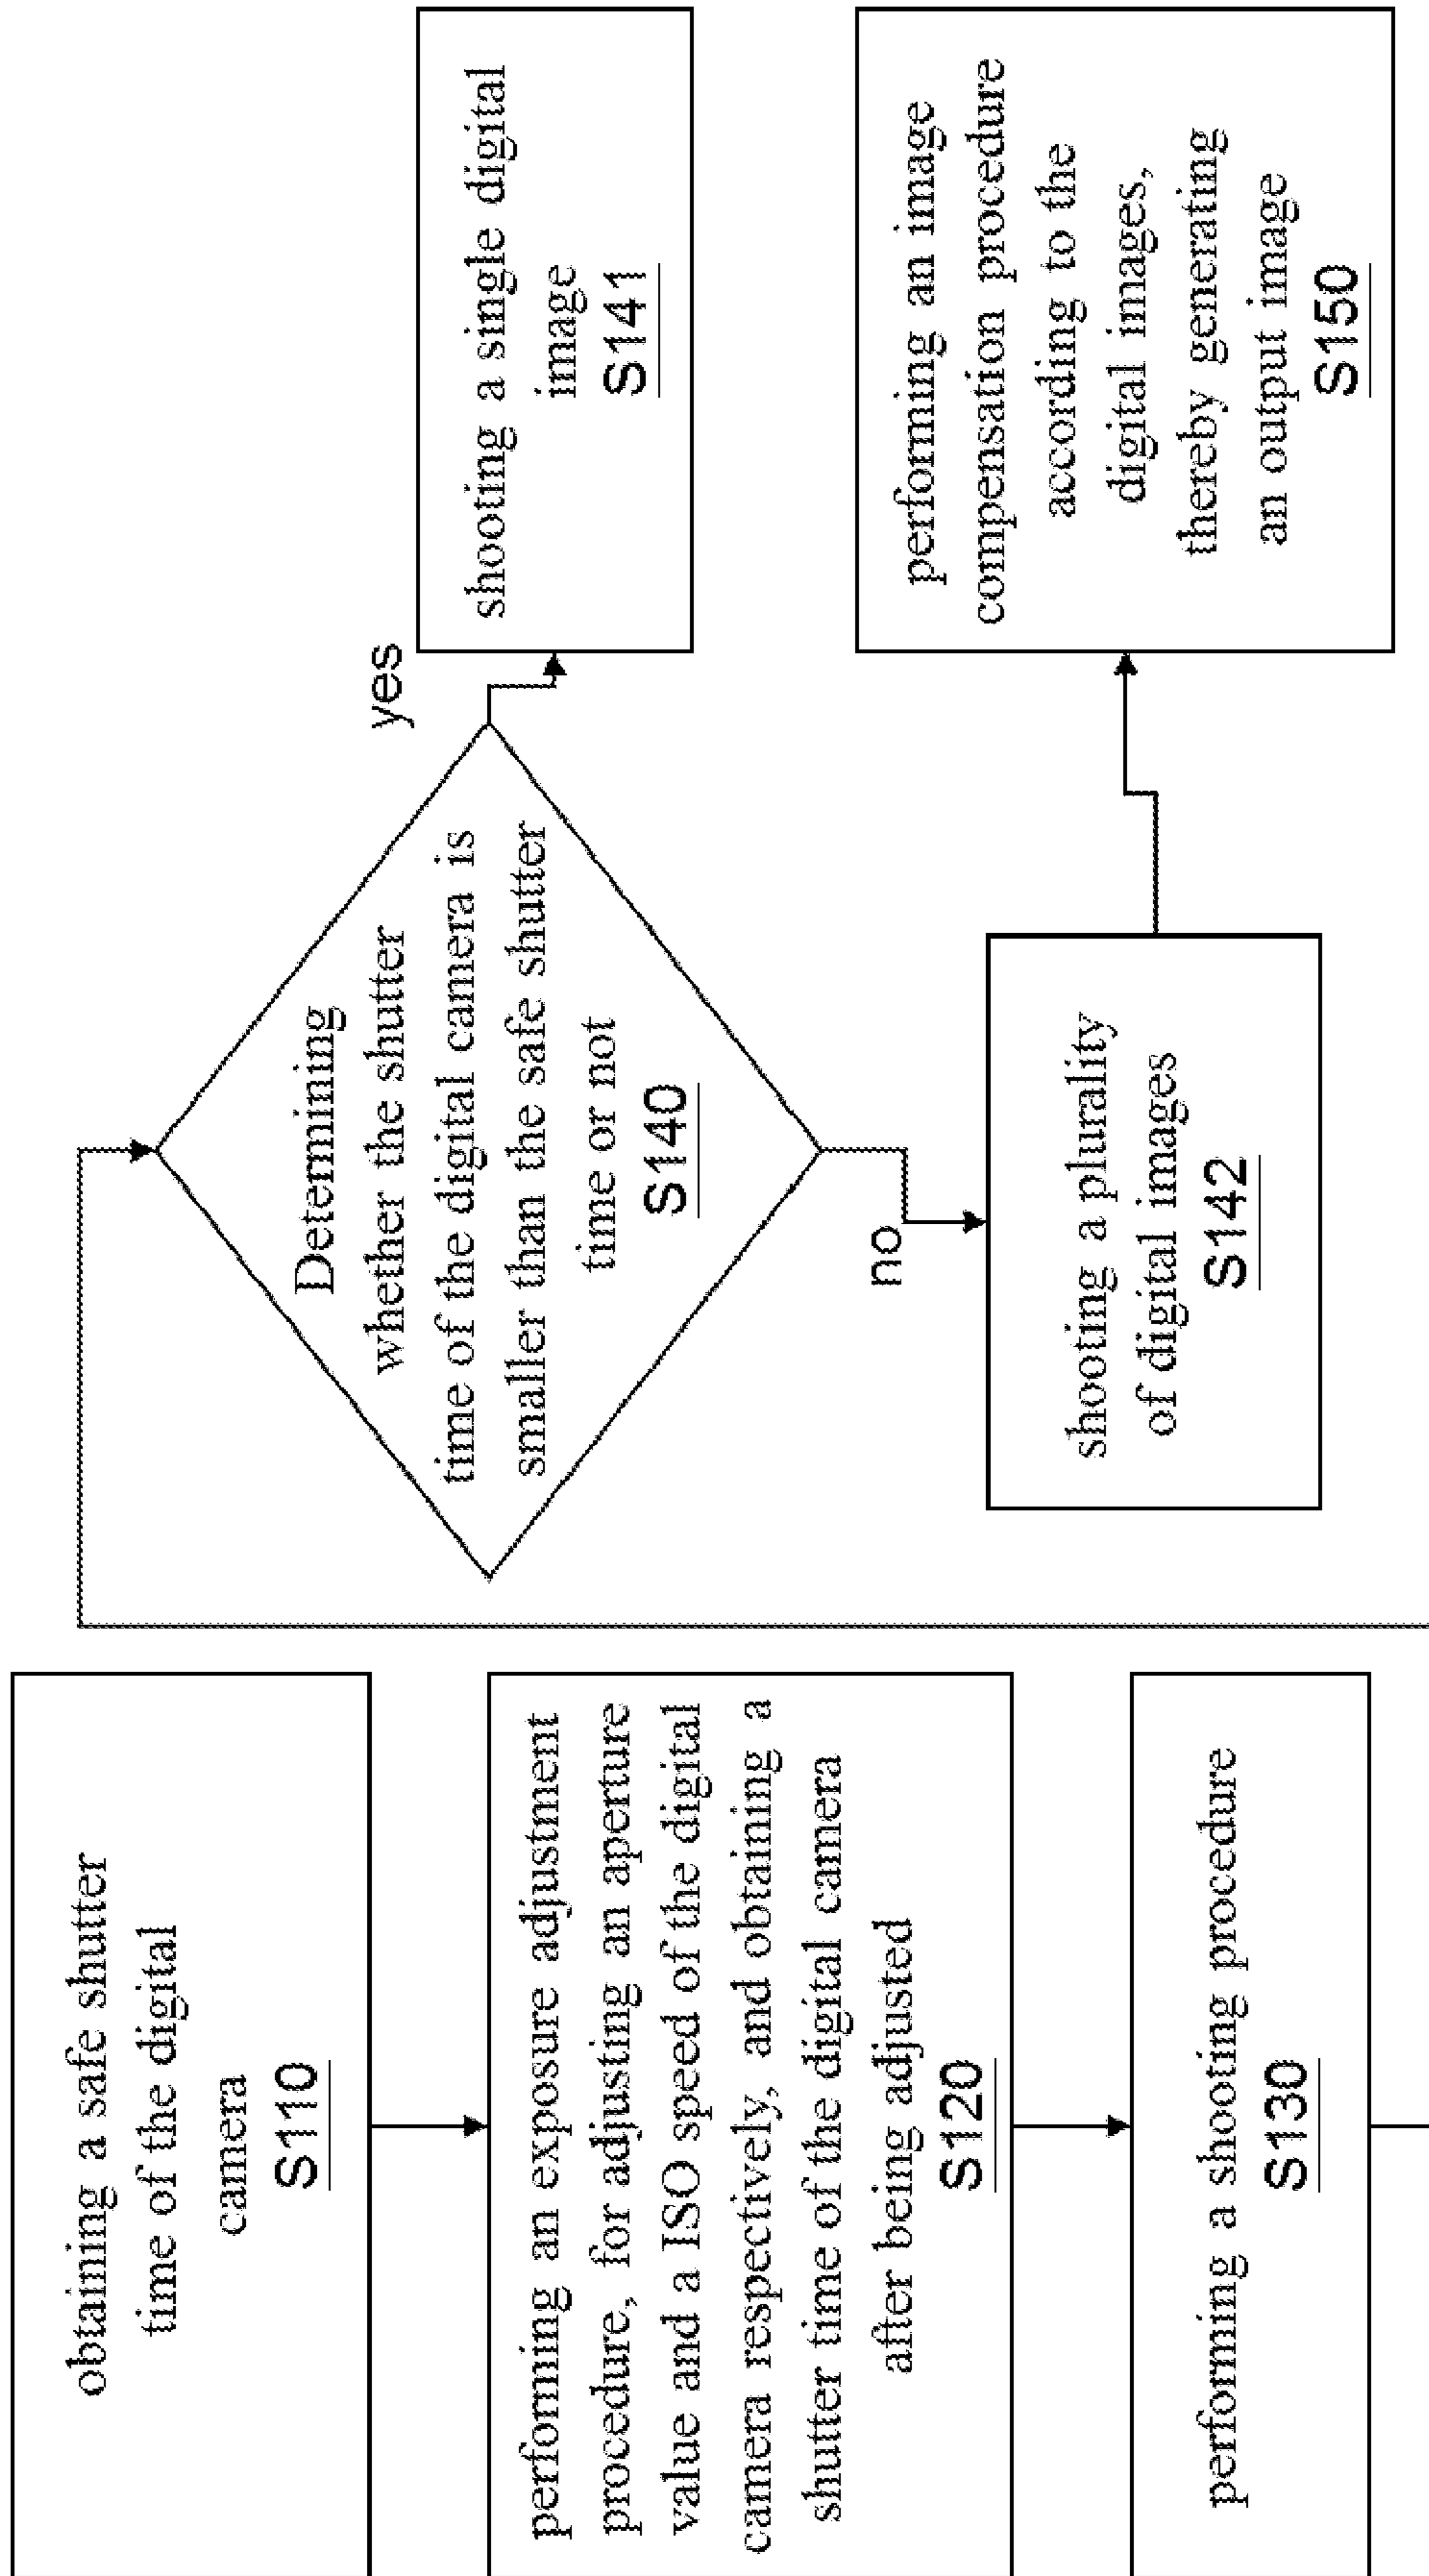 obtaining a safe shutter
time of the digital
camera
S110
performing an exposure adjustment
procedure, for adjusting an aperture
value and a ISO speed of the digital
camera respectively, and obtaining a
shutter time of the digital camera
after being adjusted
S120
performing a shooting procedure
S130
Determining
whether the shutter
time of the digital camera is
smaller than the safe shutter
time or not
S140
yes
shooting a single digital
image
S141
no
shooting a plurality
of digital images
S142
performing an image
compensation procedure
according to the
digital images,
thereby generating
an output image
S150